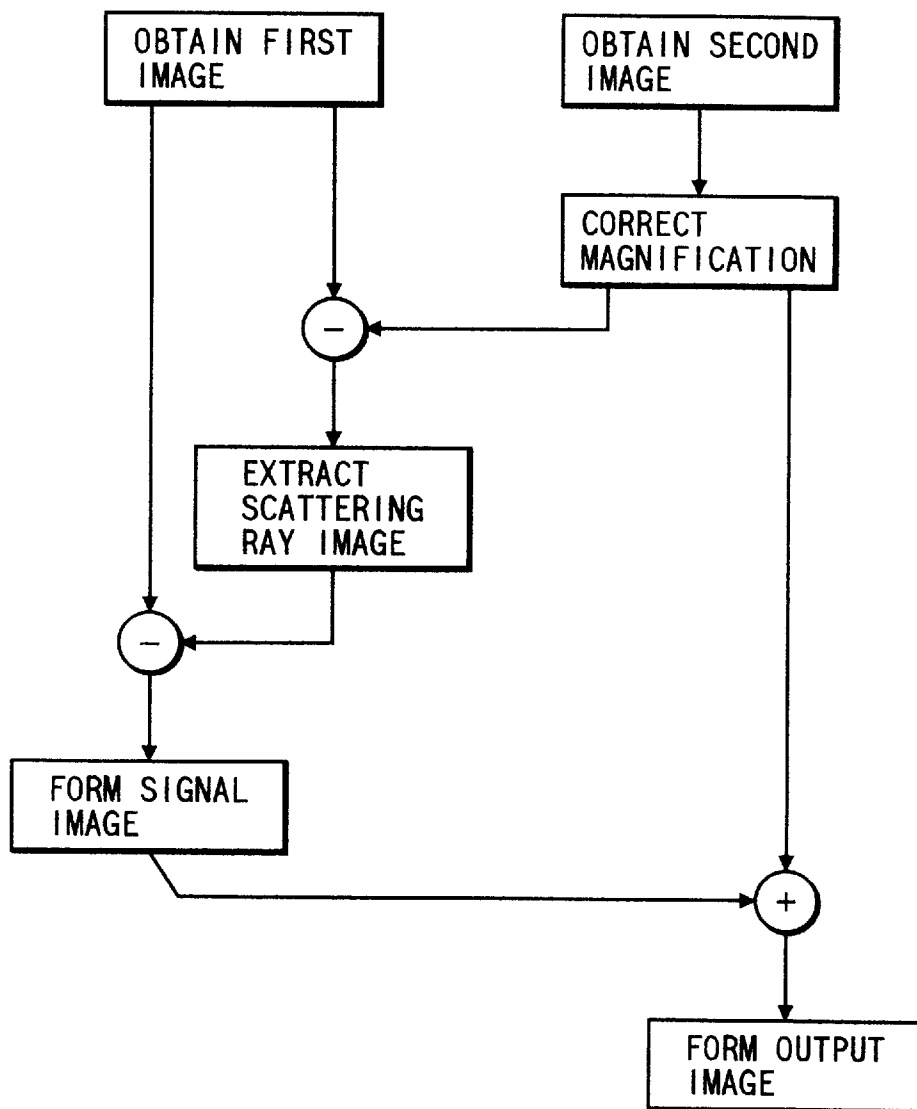 OBTAIN FIRST
IMAGE
OBTAIN SECOND
IMAGE
CORRECT
MAGNIFICATION
−
EXTRACT
SCATTERING
RAY IMAGE
−
FORM SIGNAL
IMAGE
+
FORM OUTPUT
IMAGE